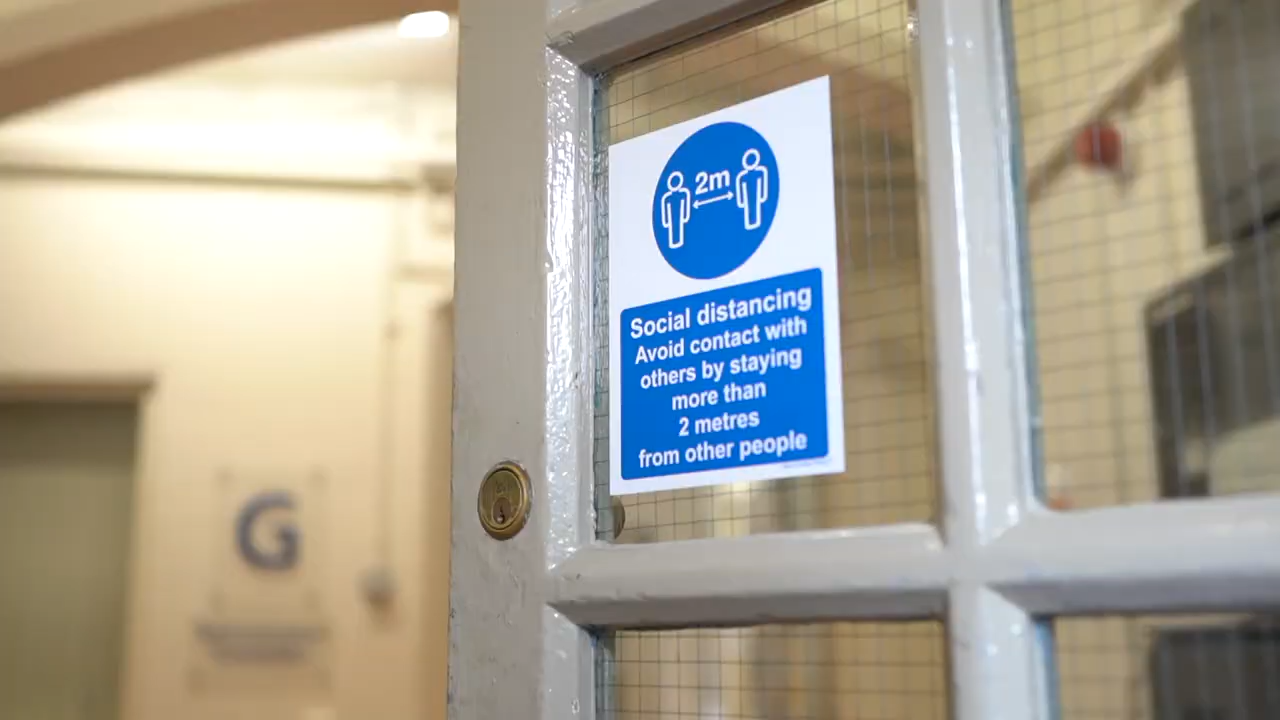 2m
Social distancing
Avoid contact with
others by staying
more than
2 metres
from other people
G